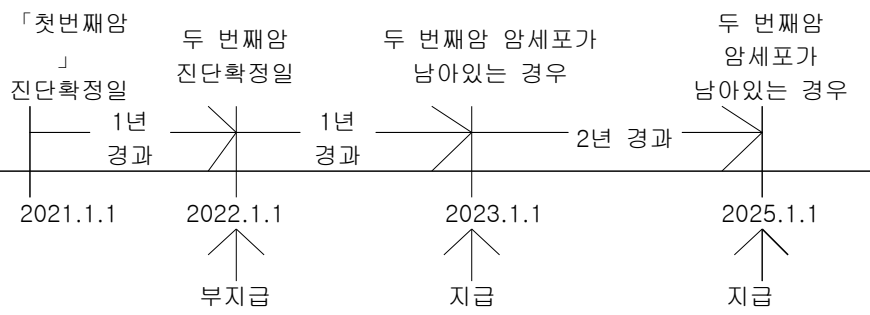 「첫번째암
」
진단확정일
두 번째암
진단확정일
두 번째암 암세포가
남아있는 경우
두 번째암
암세포가
남아있는 경우
1년
경과
1년
경과
2년 경과
2021.1.1
2022.1.1
2023.1.1
2025.1.1
부지급
지급
지급